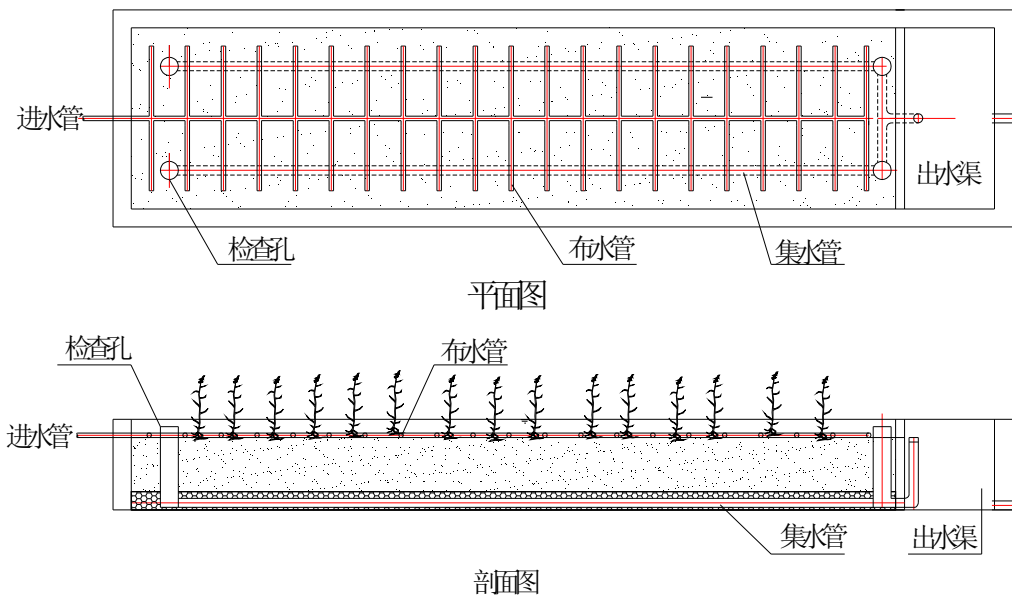 进水管
出水渠
检查孔
布水管
集水管
平面图
检查孔
布水管
进水管
集水管
出水渠
剖面图